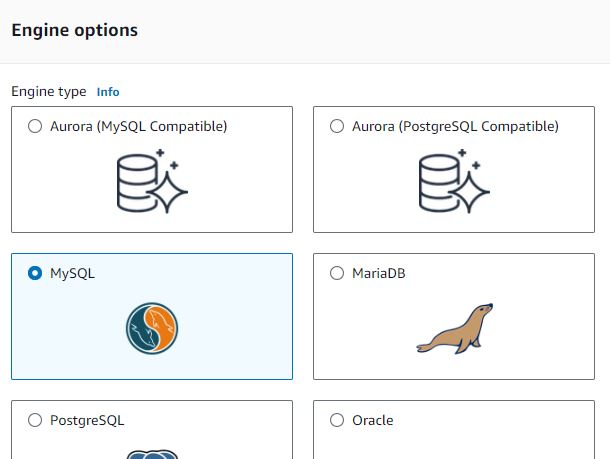 Engine options
Engine type Info
Aurora (MySQL Compatible)
Aurora (PostgreSQL Compatible)
MySQL
MariaDB
PostgreSQL
Oracle